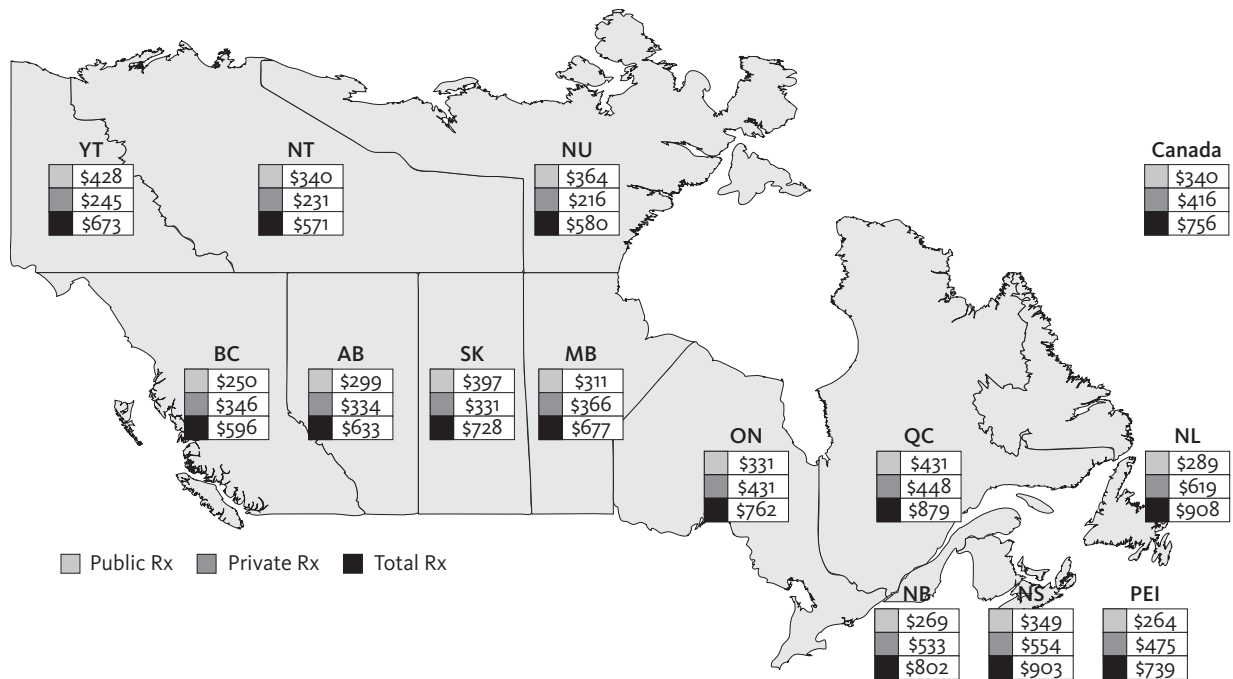 YT
$428
$245
$673
NT
$340
$231
$571
NU
$364
$216
$580
Canada
$340
$416
$756
BC
$250
$346
$596
AB
$299
$334
$633
SK
$397
$331
$728
MB
$311
$366
$677
ON
$331
$431
$762
QC
$431
$448
$879
NL
$289
$619
$908
Public Rx Private Rx Total Rx
NB
$269
$533
$802
NS
$349
$554
$903
PEI
$264
$475
$739